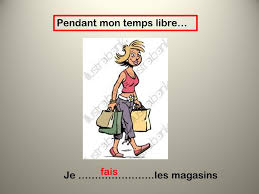 Pendant mon temps libre…
Je …………………..les magasins
fais